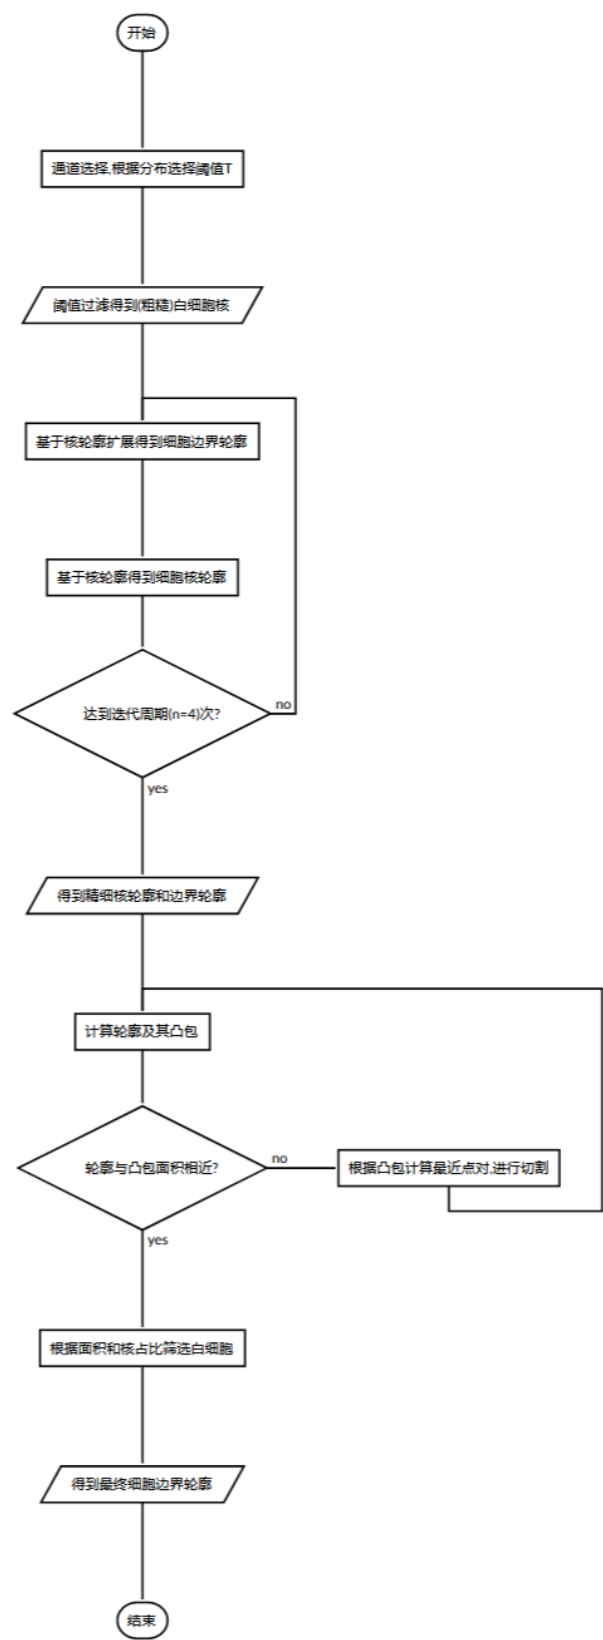 开始
通道选择,根据分布选择阈值T
阈值过滤得到(粗糙)白细胞核
基于核轮廓扩展得到细胞边界轮廓
基于核轮廓得到细胞核轮廓
达到迭代周期(n=4)次?
no
yes
得到精细核轮廓和边界轮廓
计算轮廓及其凸包
轮廓与凸包面积相近?
no
根据凸包计算最近点对,进行切割
yes
根据面积和核占比筛选白细胞
得到最终细胞边界轮廓
结束